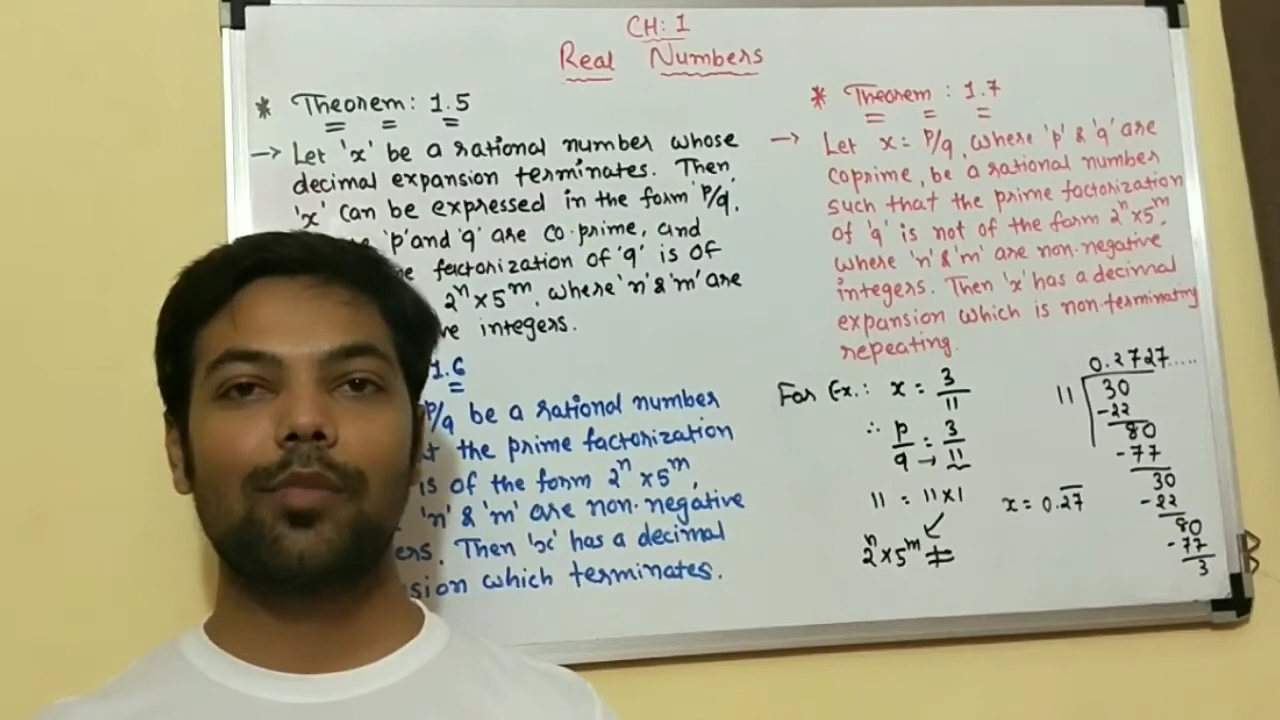 CH: 1
Real Numbers
* Theorem: 1.5
→ Let 'x' be a rational number whose
decimal expansion terminates. Then,
'x' can be expressed in the form P/q,
'p' and 'q' are co-prime, and
factorization of 'q' is of
2ⁿ×5ᵐ, where 'n' & 'm' are
integers.
1.6
P/q be a rational number
the prime factorization
is of the form 2ⁿ×5ᵐ,
'n' & 'm' are non-negative
Then 'x' has a decimal
which terminates.
* Theorem: 1.7
→ Let x = P/q, where 'p' & 'q' are
coprime, be a rational number
such that the prime factorization
of 'q' is not of the form 2ⁿ×5ᵐ,
where 'n' & 'm' are non-negative
integers. Then 'x' has a decimal
expansion which is non-terminating
repeating.
For Ex.: x = 3/11
∴ p/q = 3/11
q → 11
11 = 11×1
2ⁿ×5ᵐ ≠
x = 0.2̅7̅
0.2727.....
11 30
-22
80
-77
30
-22
80
-77
3